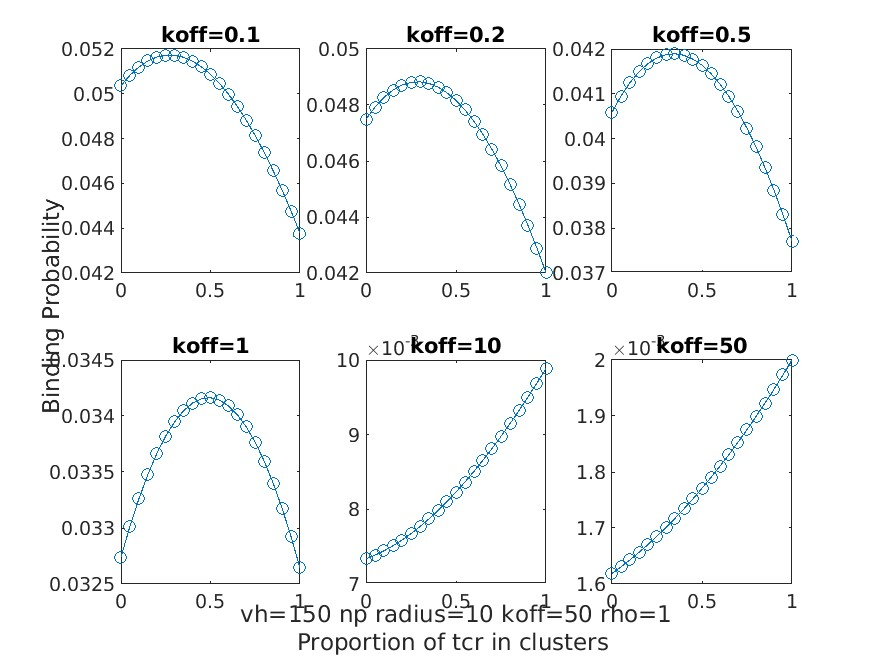 koff=0.1 koff=0.2 koff=0.5
0.052 0.05 0.048 0.046 0.044 0.042
0 0.5 1
0.05 0.048 0.046 0.044 0.042
0 0.5 1
0.042 0.041 0.04 0.039 0.038 0.037
0 0.5 1
Binding Probability
koff=1 ×10-3 koff=10 ×10-3 koff=50
0.0345 0.034 0.0335 0.033 0.0325
0 0.5 1
10 9 8 7
0 0.5 1
2 1.9 1.8 1.7 1.6
0 0.5 1
vh=150 np radius=10 koff=50 rho=1
Proportion of tcr in clusters